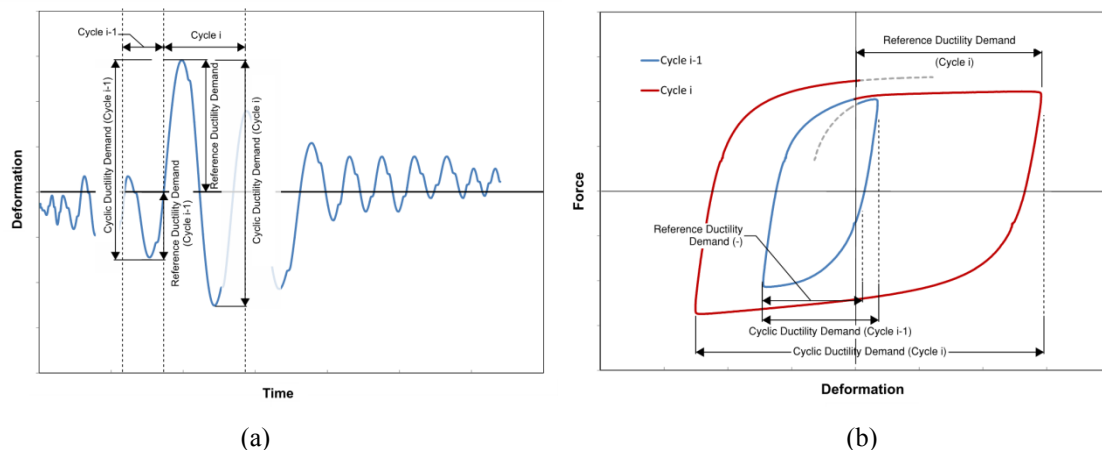 Cycle i-1
Cycle i
Cyclic Ductility Demand (Cycle i-1)
Reference Ductility Demand
(Cycle i-1)
Reference Ductility Demand
Cyclic Ductility Demand (Cycle i)
Deformation
Time
(a)
Cycle i-1
Cycle i
Reference Ductility Demand
(Cycle i)
Force
Reference Ductility
Demand (-)
Cyclic Ductility Demand (Cycle i-1)
Cyclic Ductility Demand (Cycle i)
Deformation
(b)